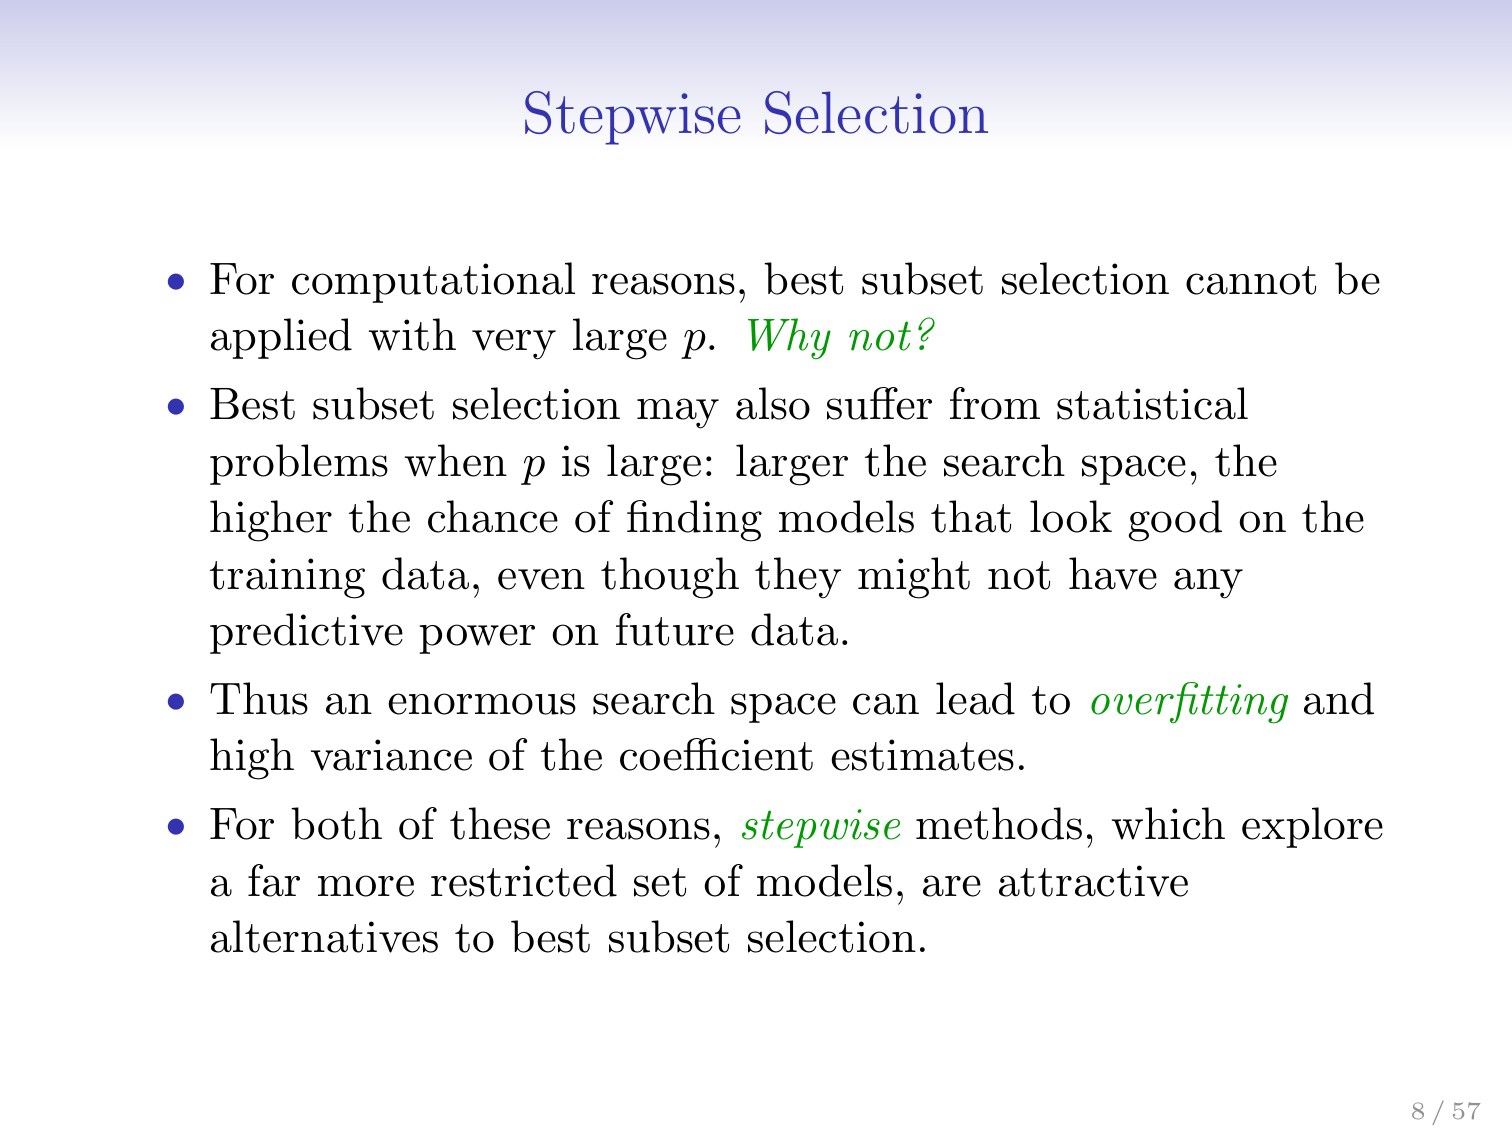 Stepwise Selection
• For computational reasons, best subset selection cannot be
applied with very large p. Why not?
• Best subset selection may also suffer from statistical
problems when p is large: larger the search space, the
higher the chance of finding models that look good on the
training data, even though they might not have any
predictive power on future data.
• Thus an enormous search space can lead to overfitting and
high variance of the coefficient estimates.
• For both of these reasons, stepwise methods, which explore
a far more restricted set of models, are attractive
alternatives to best subset selection.
8 / 57